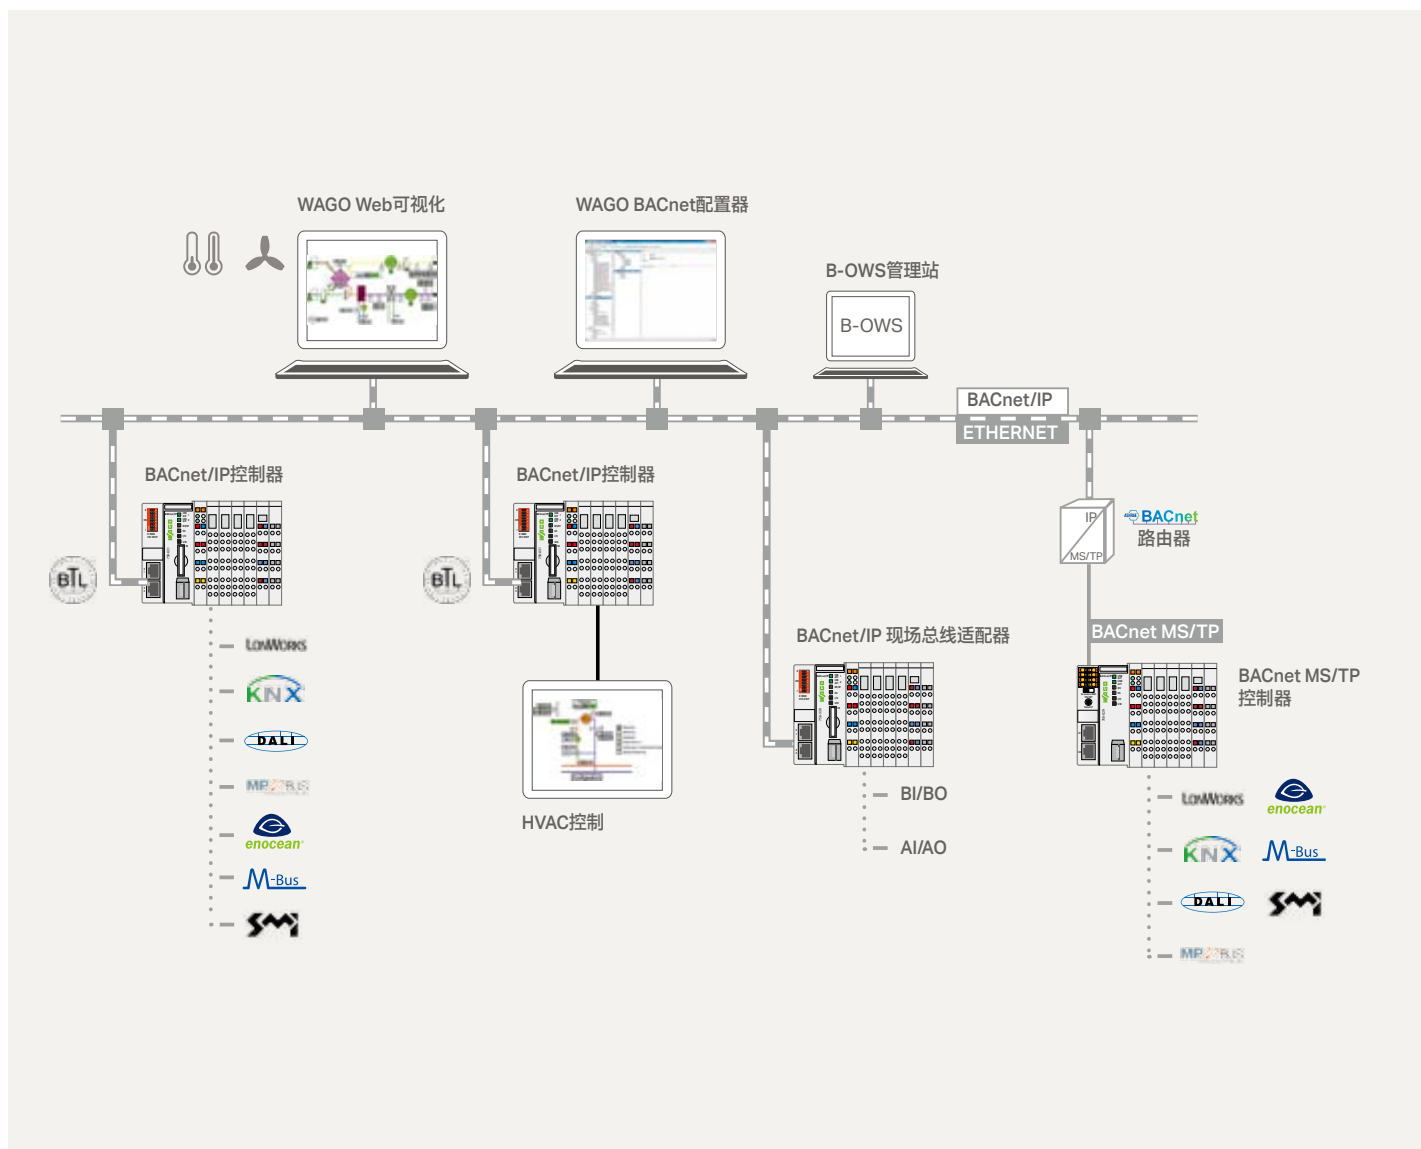 WAGO Web可视化
WAGO BACnet配置器
B-OWS管理站
B-OWS
BACnet/IP
ETHERNET
BACnet/IP控制器
BACnet/IP控制器
IP
MS/TP
BACnet
路由器
BTL
BTL
BACnet/IP 现场总线适配器
BACnet MS/TP
BACnet MS/TP
控制器
LONWORKS
KNX
DALI
MP BUS
enocean®
M-Bus
SMI
HVAC控制
BI/BO
AI/AO
LONWORKS
enocean®
KNX
M-Bus
DALI
SMI
MP BUS